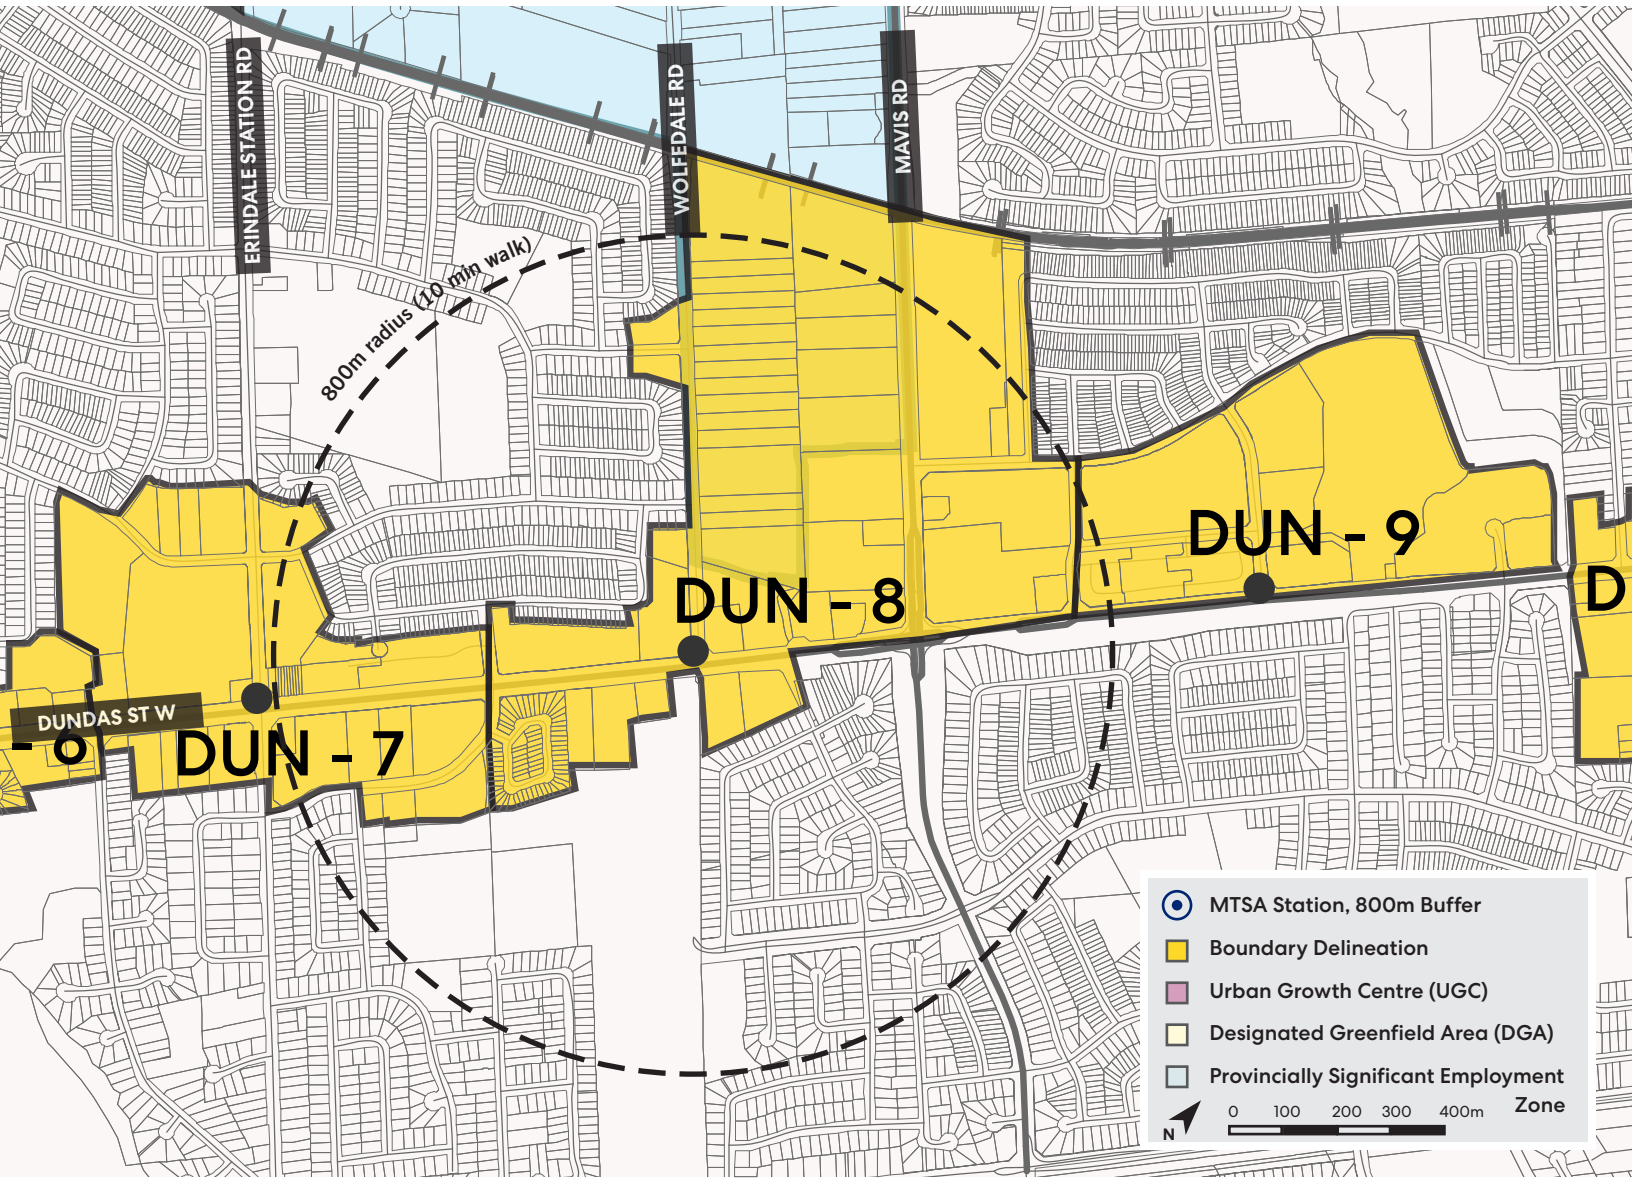 ERINDALE STATION RD
WOLFEDALE RD
MAVIS RD
800m radius (10 min walk)
DUN - 9
DUN - 8
D
DUNDAS ST W
- 6
DUN - 7
MTSA Station, 800m Buffer
Boundary Delineation
Urban Growth Centre (UGC)
Designated Greenfield Area (DGA)
Provincially Significant Employment
Zone
0 100 200 300 400m
N